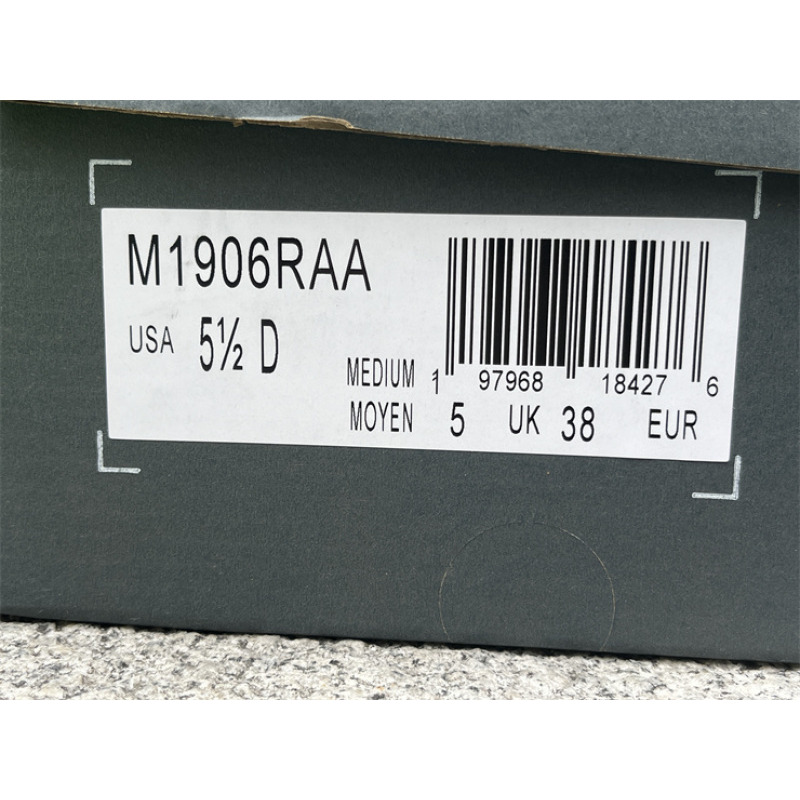 M1906RAA
USA 5½ D
MEDIUM
MOYEN
1 97968 18427 6
5 UK 38 EUR